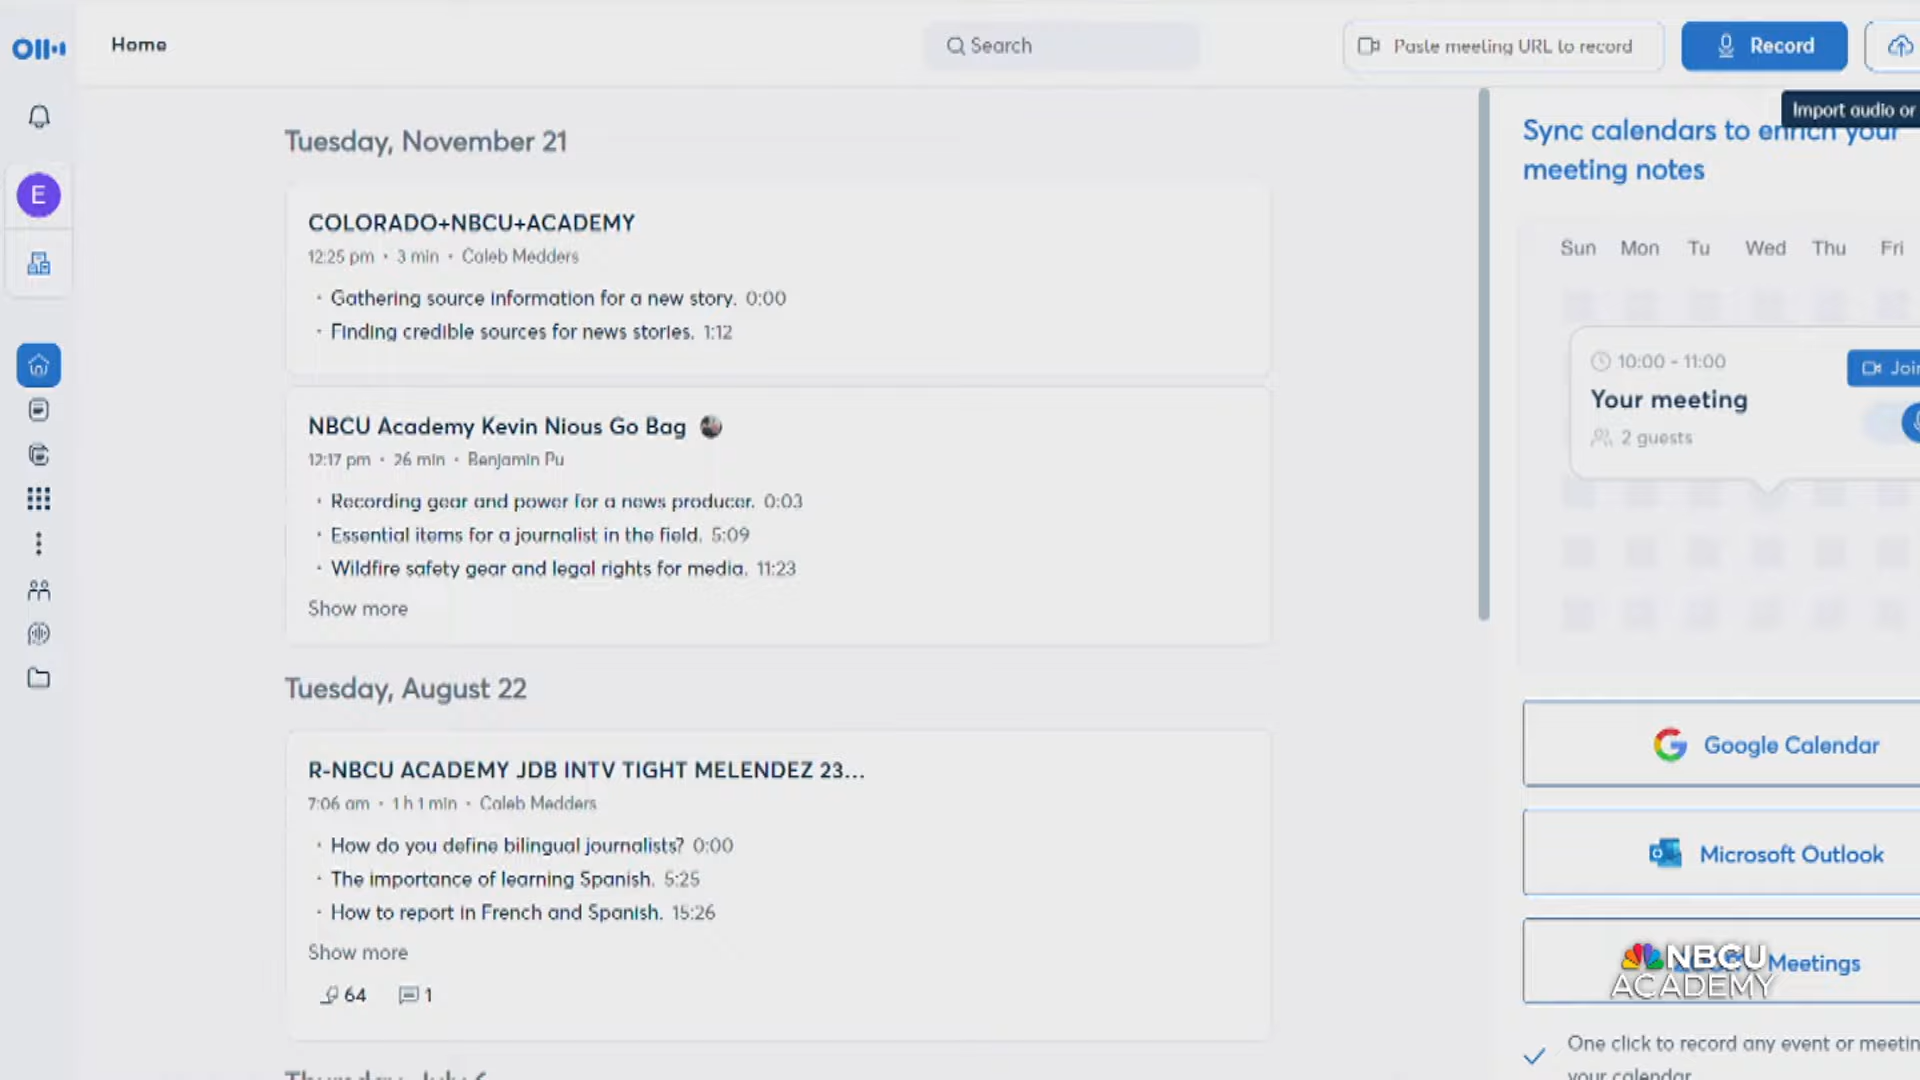 Home
Search
Paste meeting URL to record
Record
Import audio or
E
Tuesday, November 21
COLORADO+NBCU+ACADEMY
12:25 pm • 3 min • Caleb Medders
· Gathering source information for a new story. 0:00
· Finding credible sources for news stories. 1:12
NBCU Academy Kevin Nious Go Bag
12:17 pm • 26 min • Benjamin Pu
· Recording gear and power for a news producer. 0:03
· Essential items for a journalist in the field. 5:09
· Wildfire safety gear and legal rights for media. 11:23
Show more
Tuesday, August 22
R-NBCU ACADEMY JDB INTV TIGHT MELENDEZ 23...
7:06 am • 1 h 1 min • Caleb Medders
· How do you define bilingual journalists? 0:00
· The importance of learning Spanish. 5:25
· How to report in French and Spanish. 15:26
Show more
64 1
Sync calendars to enrich your
meeting notes
Sun Mon Tu Wed Thu Fri
10:00 - 11:00
Your meeting
2 guests
Google Calendar
Microsoft Outlook
Meetings
NBCU
ACADEMY
One click to record any event or
your calendar